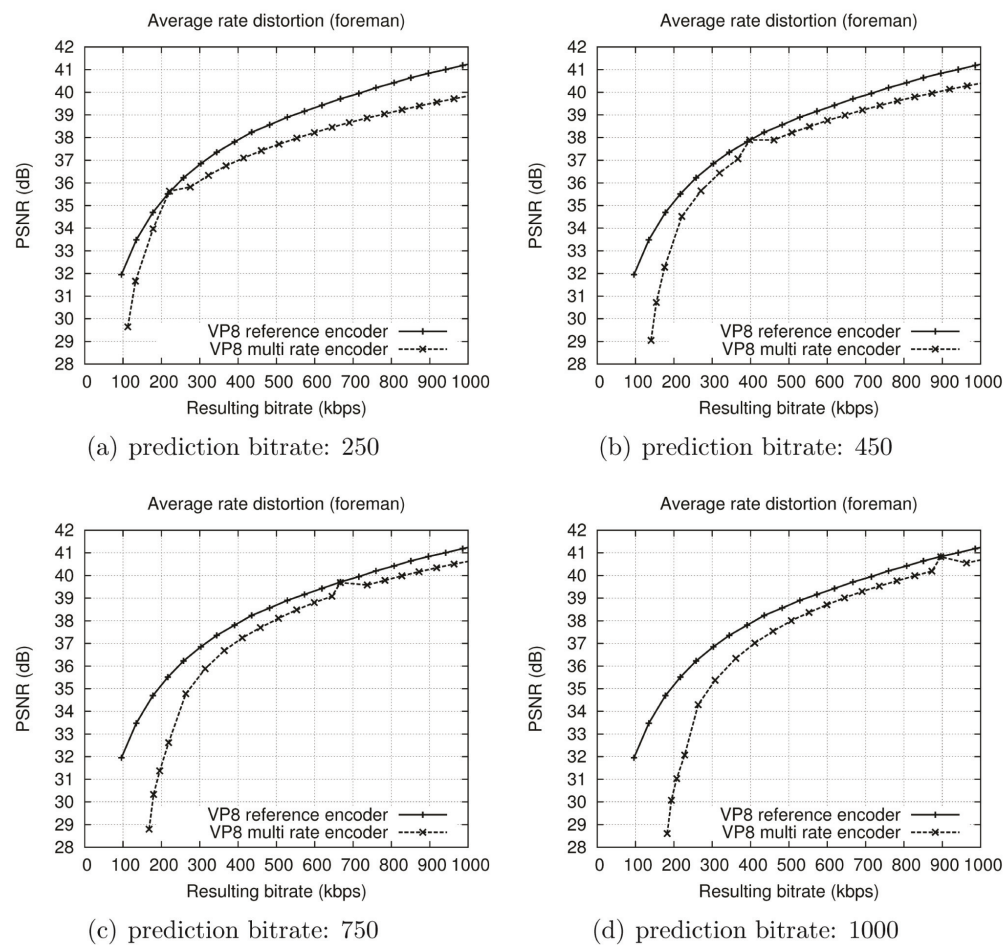 Average rate distortion (foreman)
42
41
40
39
38
37
36
35
34
33
32
31
30
29
28
PSNR (dB)
VP8 reference encoder
VP8 multi rate encoder
0 100 200 300 400 500 600 700 800 900 1000
Resulting bitrate (kbps)
(a) prediction bitrate: 250
Average rate distortion (foreman)
42
41
40
39
38
37
36
35
34
33
32
31
30
29
28
PSNR (dB)
VP8 reference encoder
VP8 multi rate encoder
0 100 200 300 400 500 600 700 800 900 1000
Resulting bitrate (kbps)
(b) prediction bitrate: 450
Average rate distortion (foreman)
42
41
40
39
38
37
36
35
34
33
32
31
30
29
28
PSNR (dB)
VP8 reference encoder
VP8 multi rate encoder
0 100 200 300 400 500 600 700 800 900 1000
Resulting bitrate (kbps)
(c) prediction bitrate: 750
Average rate distortion (foreman)
42
41
40
39
38
37
36
35
34
33
32
31
30
29
28
PSNR (dB)
VP8 reference encoder
VP8 multi rate encoder
0 100 200 300 400 500 600 700 800 900 1000
Resulting bitrate (kbps)
(d) prediction bitrate: 1000